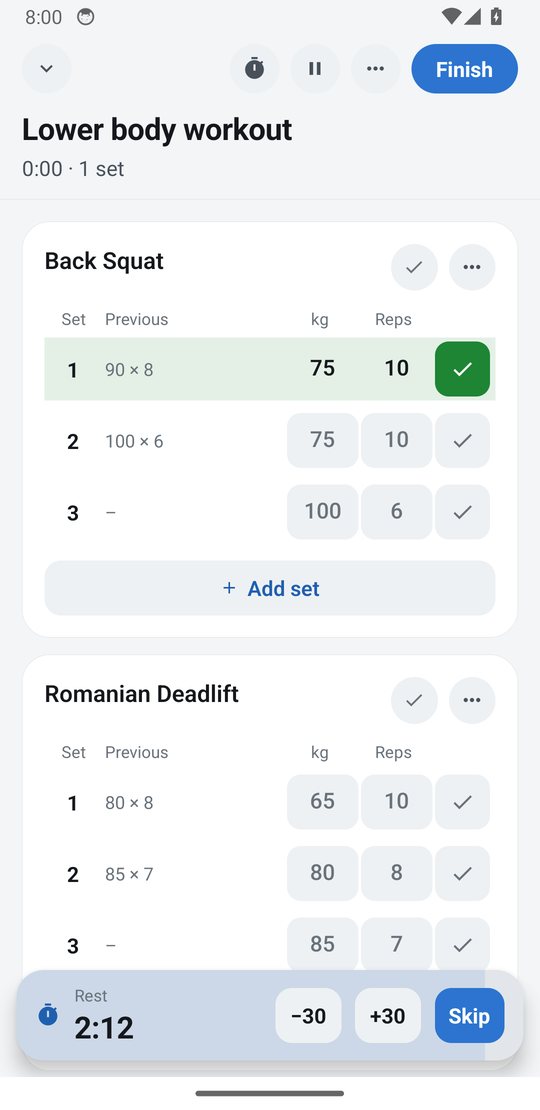 8:00
Finish
Lower body workout
0:00 · 1 set
Back Squat
Set Previous kg Reps
1 90 × 8 75 10
2 100 × 6 75 10
3 – 100 6
+ Add set
Romanian Deadlift
Set Previous kg Reps
1 80 × 8 65 10
2 85 × 7 80 8
3 – 85 7
Rest
2:12 −30 +30 Skip